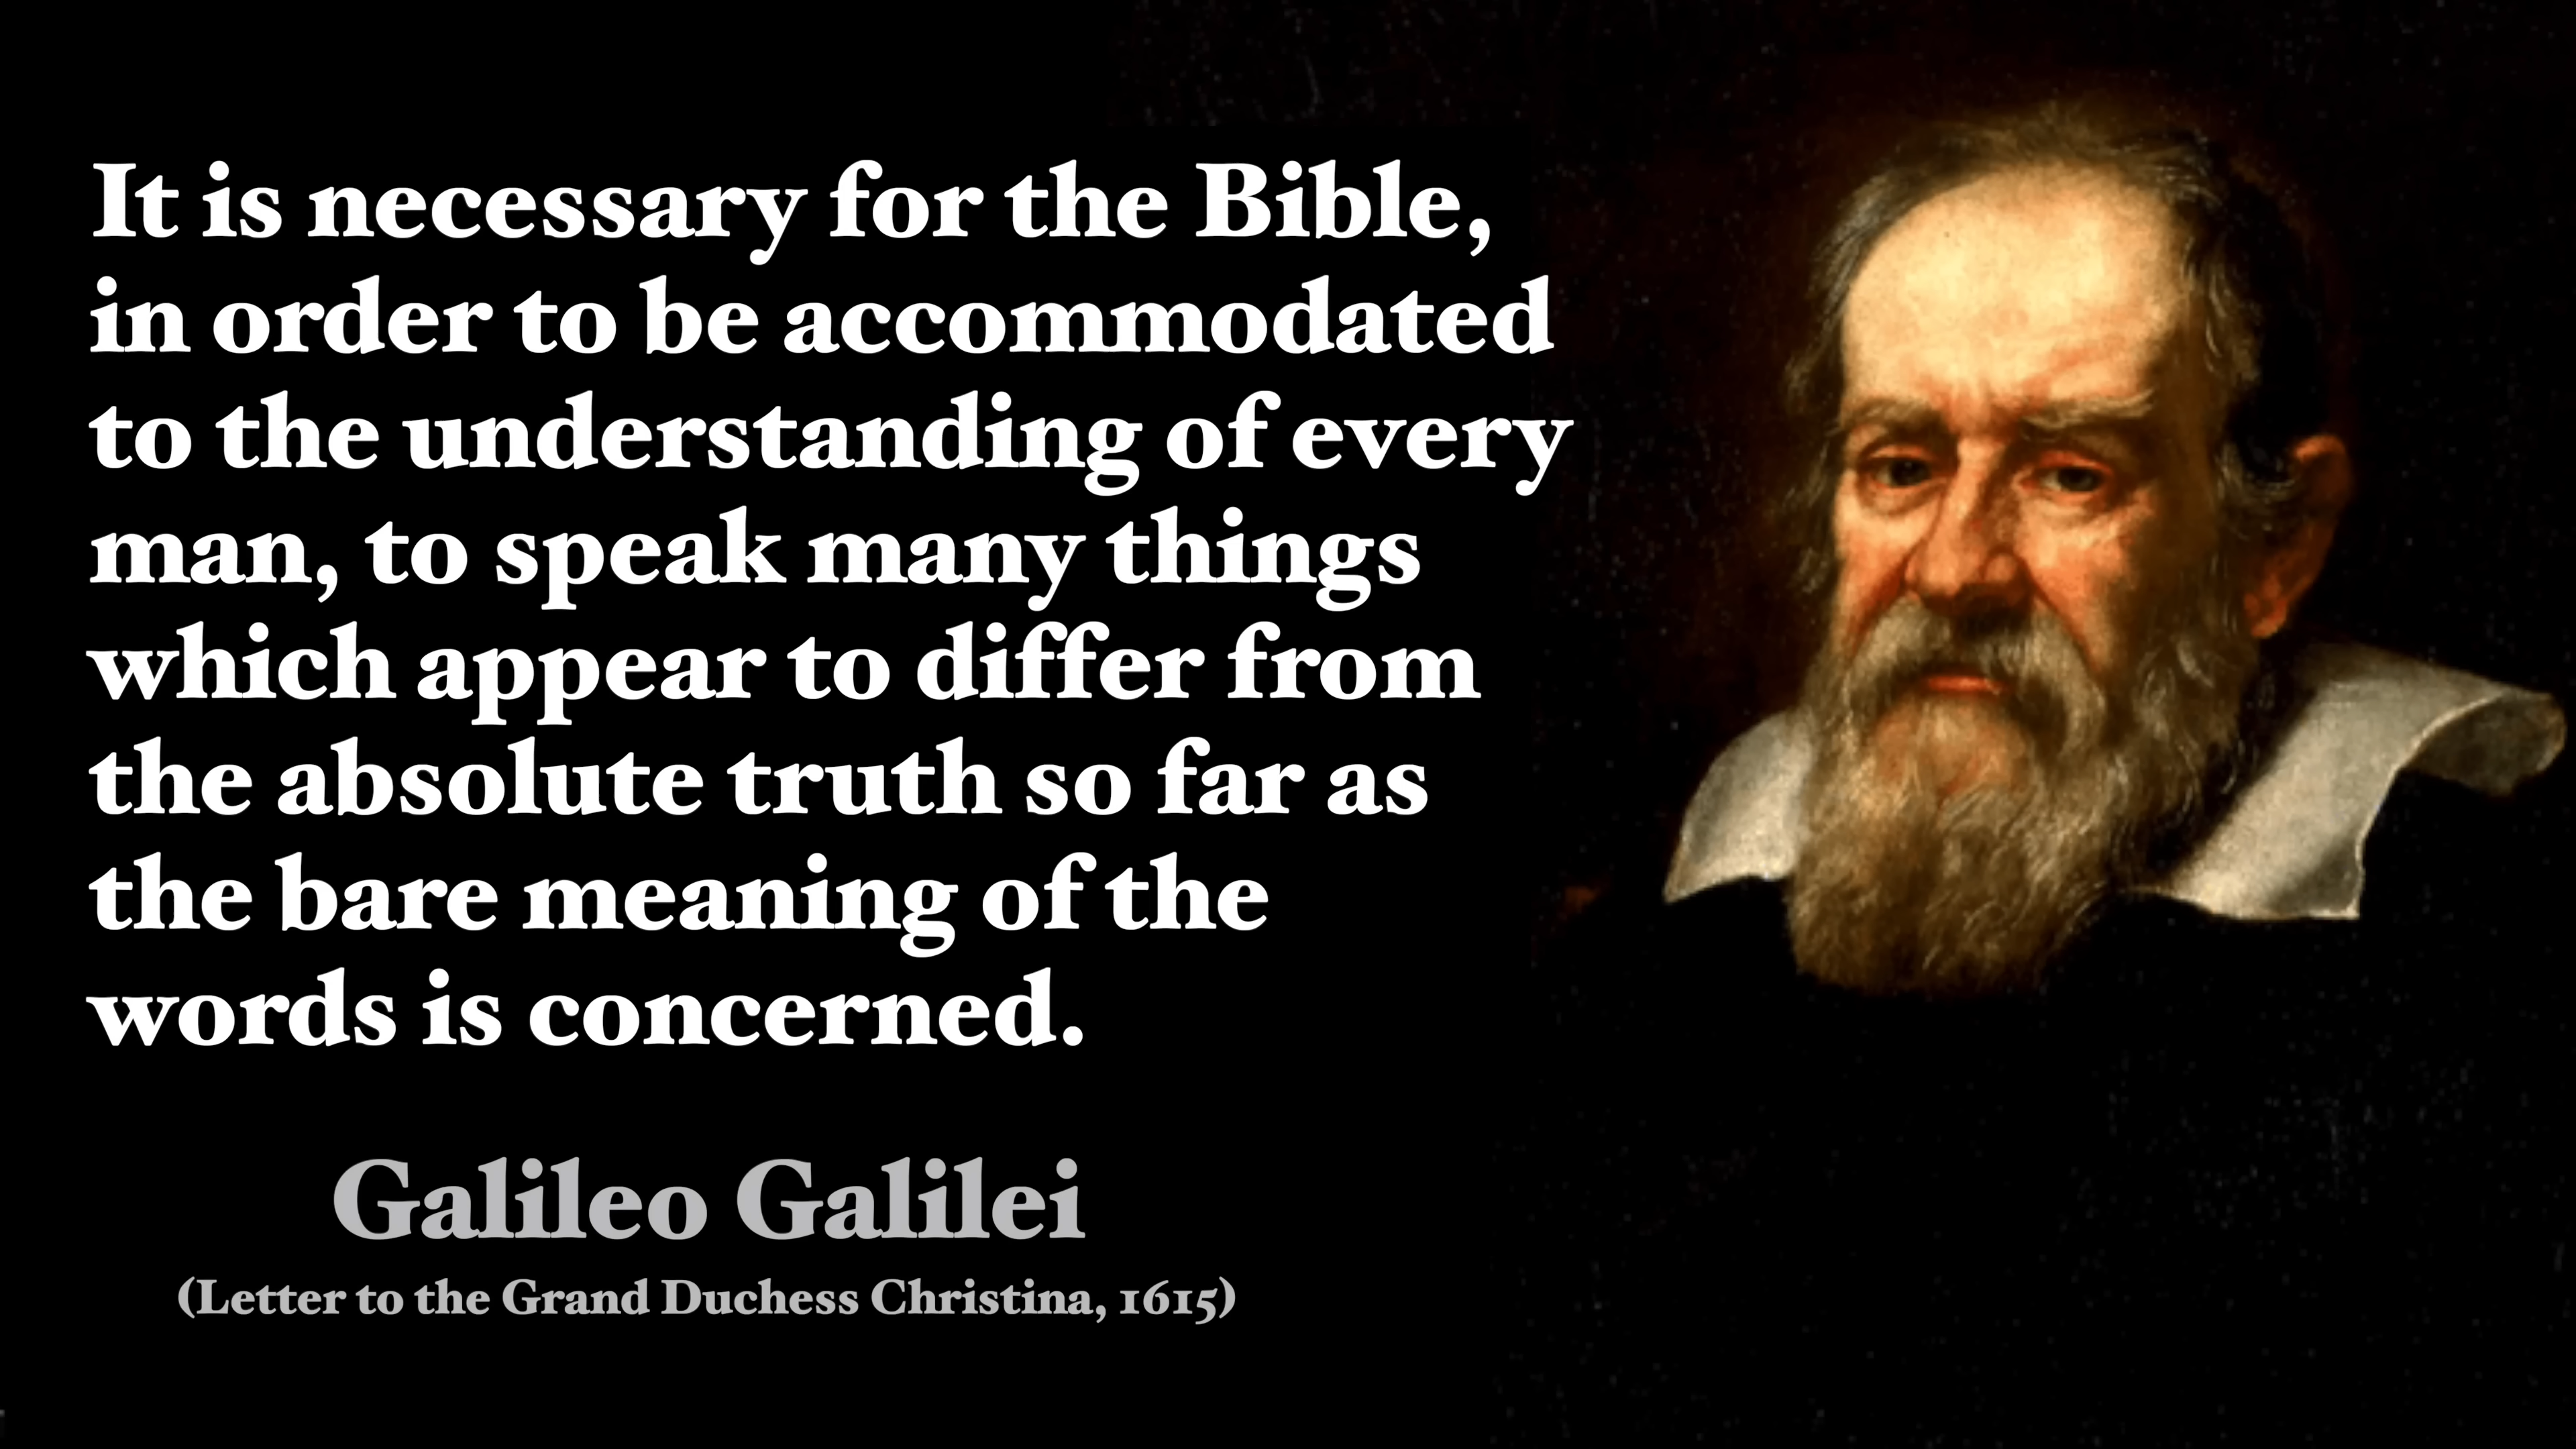 It is necessary for the Bible,
in order to be accommodated
to the understanding of every
man, to speak many things
which appear to differ from
the absolute truth so far as
the bare meaning of the
words is concerned.
Galileo Galilei
(Letter to the Grand Duchess Christina, 1615)